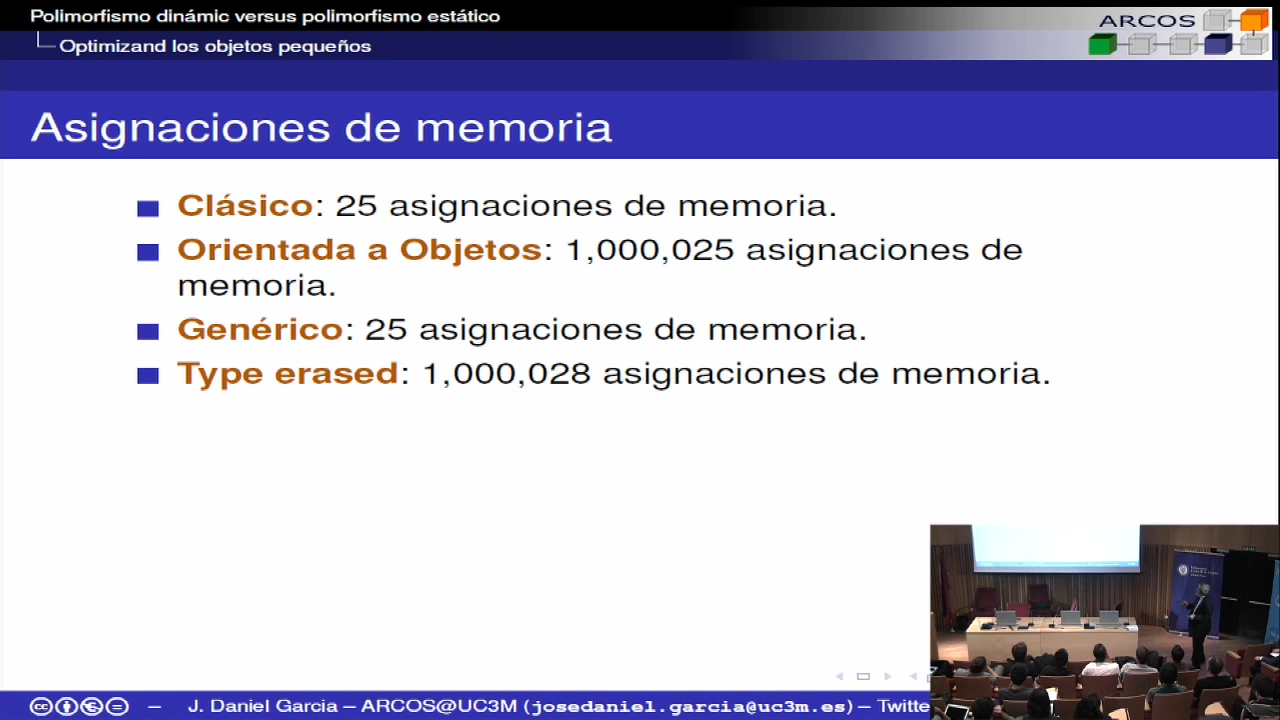 Polimorfismo dinámic versus polimorfismo estático
Optimizand los objetos pequeños
ARCOS
Asignaciones de memoria
Clásico: 25 asignaciones de memoria.
Orientada a Objetos: 1,000,025 asignaciones de
memoria.
Genérico: 25 asignaciones de memoria.
Type erased: 1,000,028 asignaciones de memoria.
– J. Daniel Garcia – ARCOS@UC3M (josedaniel.garcia@uc3m.es) – Twitte